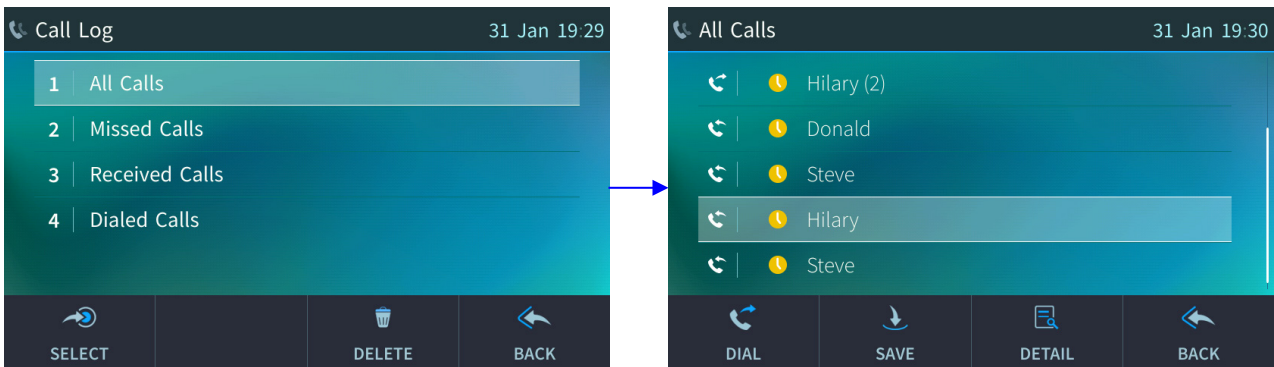 Call Log 31 Jan 19:29
1 All Calls
2 Missed Calls
3 Received Calls
4 Dialed Calls
SELECT DELETE BACK
All Calls 31 Jan 19:30
Hilary (2)
Donald
Steve
Hilary
Steve
DIAL SAVE DETAIL BACK